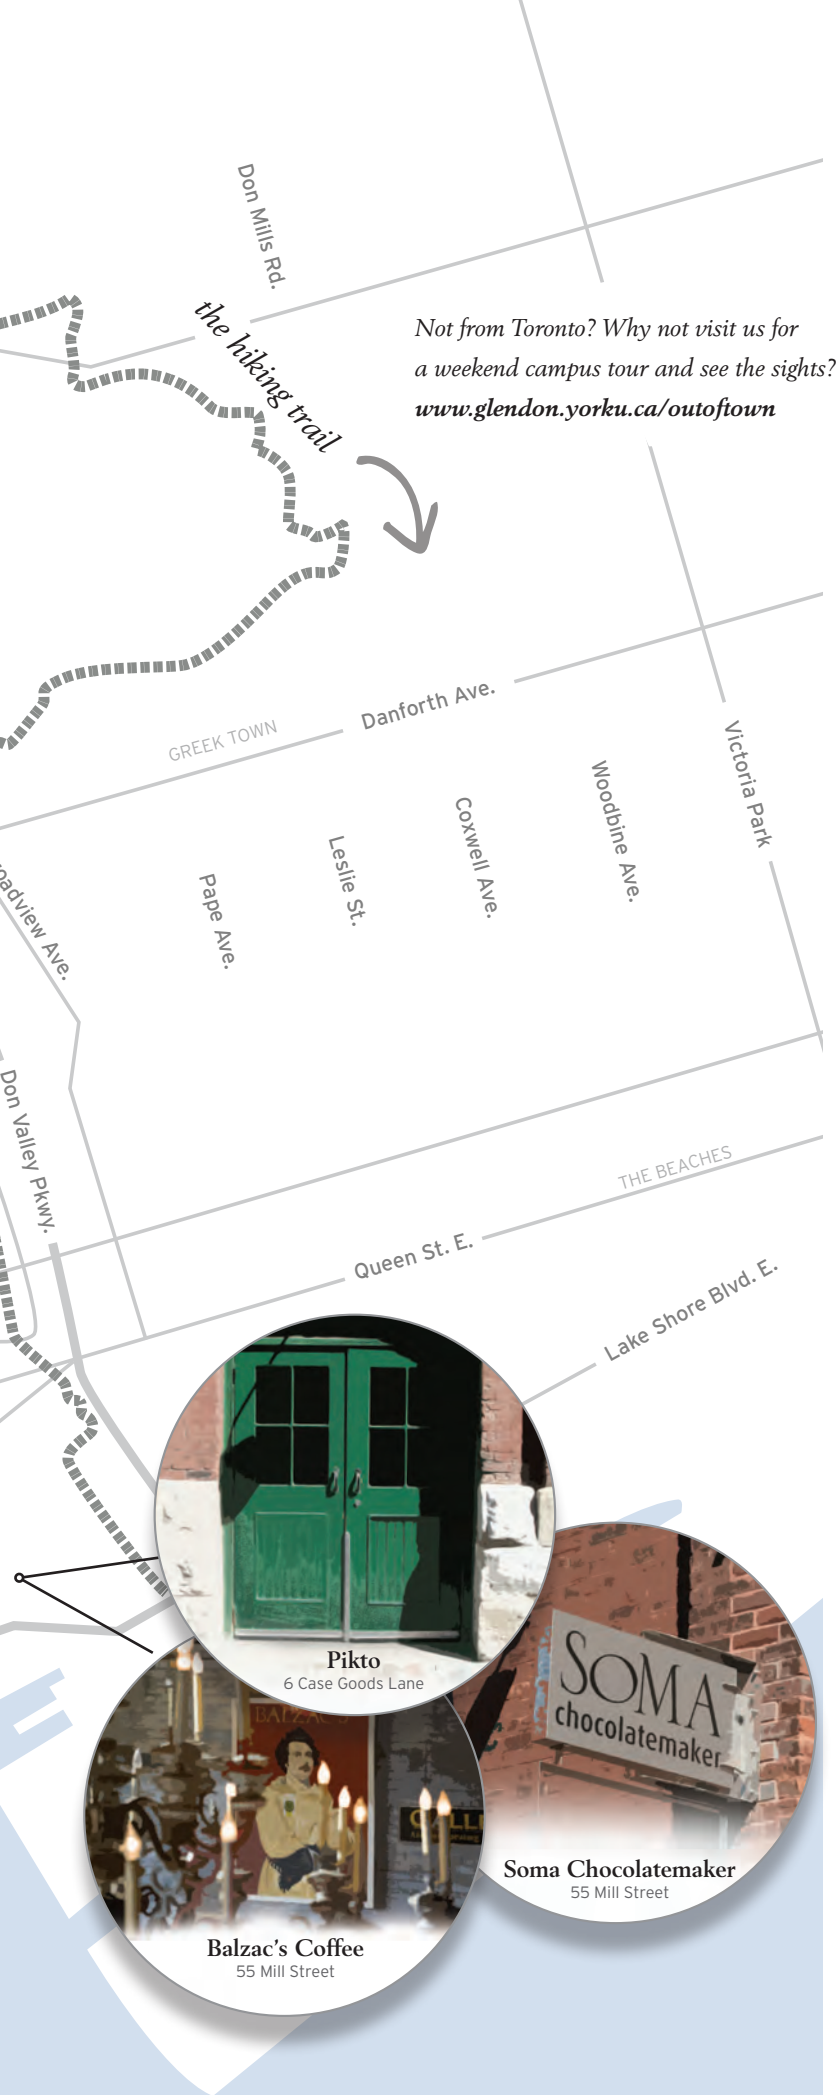 Don Mills Rd.
the hiking trail
Not from Toronto? Why not visit us for
a weekend campus tour and see the sights?
www.glendon.yorku.ca/outoftown
Danforth Ave.
GREEK TOWN
Victoria Park
Woodbine Ave.
Coxwell Ave.
Leslie St.
Pape Ave.
oadview Ave.
Don Valley Pkwy.
THE BEACHES
Queen St. E.
Lake Shore Blvd. E.
Pikto
6 Case Goods Lane
SOMA
chocolatemaker
Soma Chocolatemaker
55 Mill Street
BALZAC'S
Balzac's Coffee
55 Mill Street